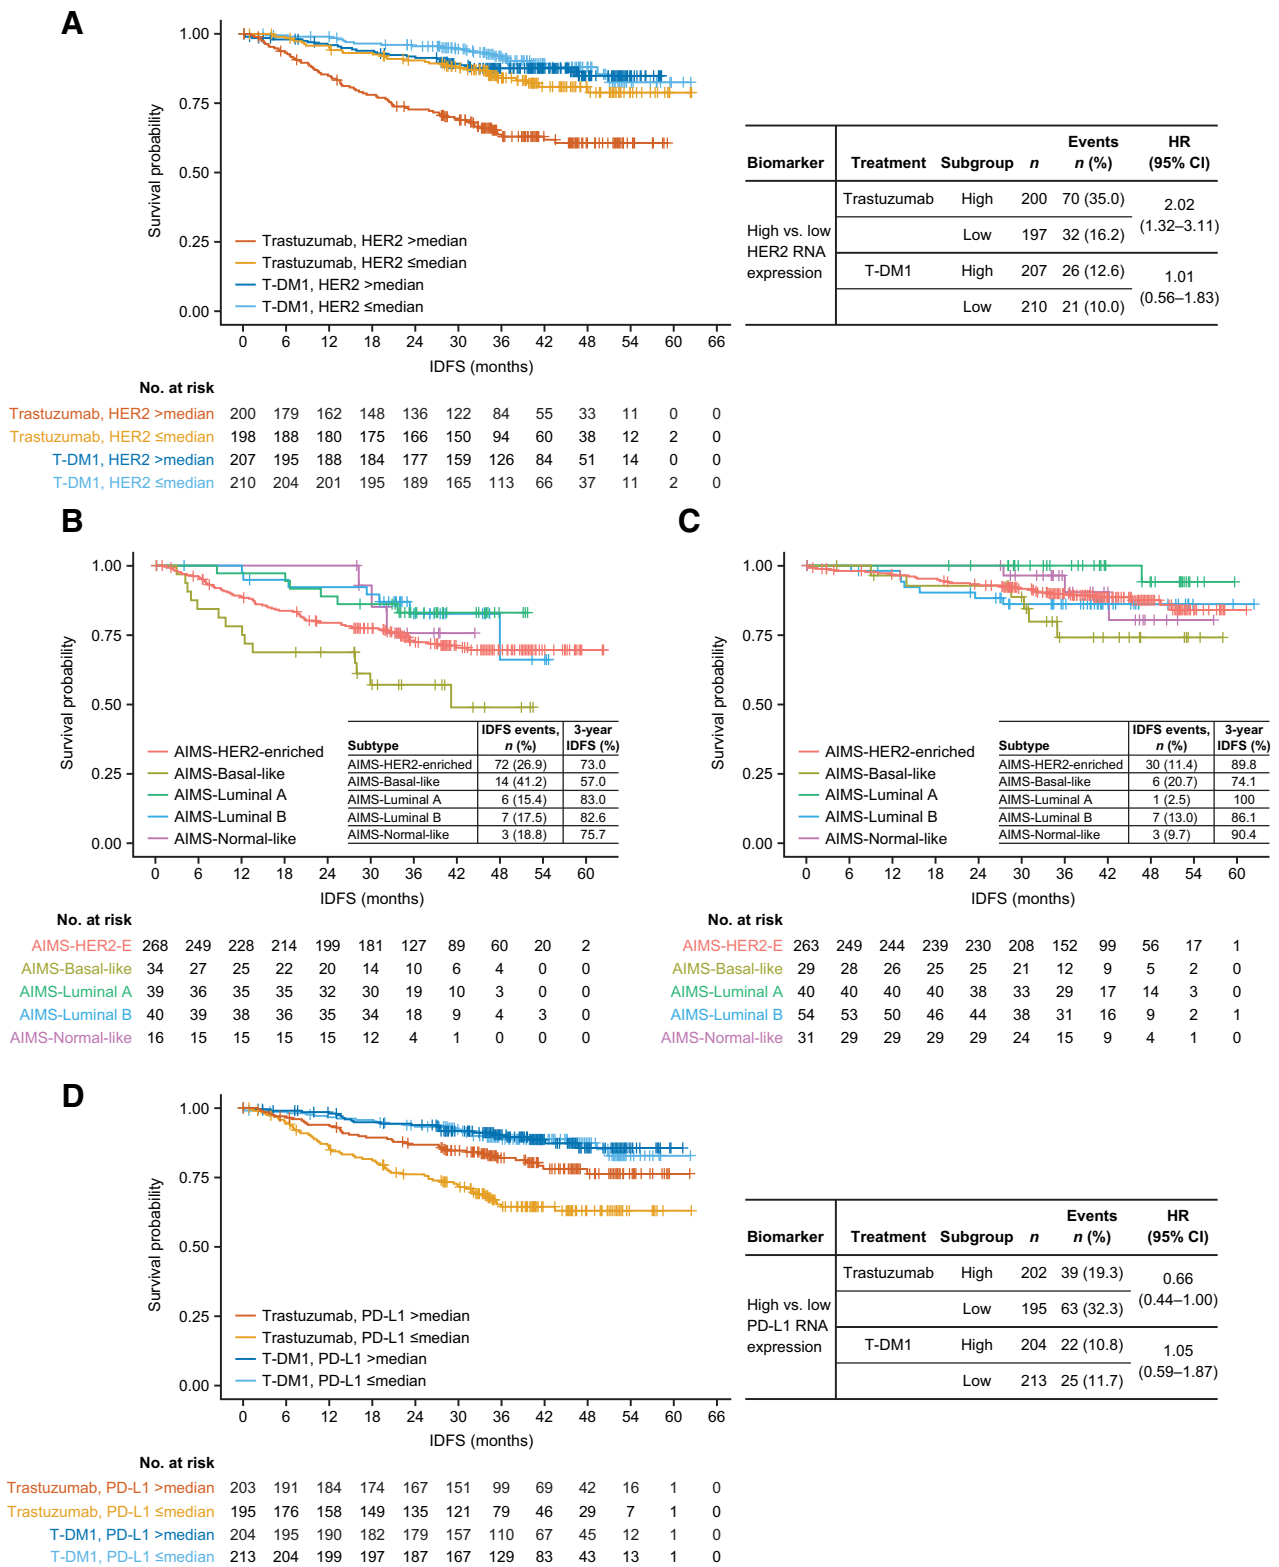 A
1.00
0.75
0.50
0.25
0.00
Survival probability
Trastuzumab, HER2 >median
Trastuzumab, HER2 ≤median
T-DM1, HER2 >median
T-DM1, HER2 ≤median
0 6 12 18 24 30 36 42 48 54 60 66
IDFS (months)
Biomarker Treatment Subgroup n Events n (%) HR (95% CI)
High vs. low HER2 RNA expression
Trastuzumab High 200 70 (35.0) 2.02 (1.32–3.11)
Low 197 32 (16.2)
T-DM1 High 207 26 (12.6) 1.01 (0.56–1.83)
Low 210 21 (10.0)
No. at risk
Trastuzumab, HER2 >median 200 179 162 148 136 122 84 55 33 11 0 0
Trastuzumab, HER2 ≤median 198 188 180 175 166 150 94 60 38 12 2 0
T-DM1, HER2 >median 207 195 188 184 177 159 126 84 51 14 0 0
T-DM1, HER2 ≤median 210 204 201 195 189 165 113 66 37 11 2 0
B
1.00
0.75
0.50
0.25
0.00
Survival probability
AIMS-HER2-enriched
AIMS-Basal-like
AIMS-Luminal A
AIMS-Luminal B
AIMS-Normal-like
Subtype IDFS events, n (%) 3-year IDFS (%)
AIMS-HER2-enriched 72 (26.9) 73.0
AIMS-Basal-like 14 (41.2) 57.0
AIMS-Luminal A 6 (15.4) 83.0
AIMS-Luminal B 7 (17.5) 82.6
AIMS-Normal-like 3 (18.8) 75.7
0 6 12 18 24 30 36 42 48 54 60
IDFS (months)
No. at risk
AIMS-HER2-E 268 249 228 214 199 181 127 89 60 20 2
AIMS-Basal-like 34 27 25 22 20 14 10 6 4 0 0
AIMS-Luminal A 39 36 35 35 32 30 19 10 3 0 0
AIMS-Luminal B 40 39 38 36 35 34 18 9 4 3 0
AIMS-Normal-like 16 15 15 15 15 12 4 1 0 0 0
C
1.00
0.75
0.50
0.25
0.00
Survival probability
AIMS-HER2-enriched
AIMS-Basal-like
AIMS-Luminal A
AIMS-Luminal B
AIMS-Normal-like
Subtype IDFS events, n (%) 3-year IDFS (%)
AIMS-HER2-enriched 30 (11.4) 89.8
AIMS-Basal-like 6 (20.7) 74.1
AIMS-Luminal A 1 (2.5) 100
AIMS-Luminal B 7 (13.0) 86.1
AIMS-Normal-like 3 (9.7) 90.4
0 6 12 18 24 30 36 42 48 54 60
IDFS (months)
No. at risk
AIMS-HER2-E 263 249 244 239 230 208 152 99 56 17 1
AIMS-Basal-like 29 28 26 25 25 21 12 9 5 2 0
AIMS-Luminal A 40 40 40 40 38 33 29 17 14 3 0
AIMS-Luminal B 54 53 50 46 44 38 31 16 9 2 1
AIMS-Normal-like 31 29 29 29 29 24 15 9 4 1 0
D
1.00
0.75
0.50
0.25
0.00
Survival probability
Trastuzumab, PD-L1 >median
Trastuzumab, PD-L1 ≤median
T-DM1, PD-L1 >median
T-DM1, PD-L1 ≤median
0 6 12 18 24 30 36 42 48 54 60 66
IDFS (months)
Biomarker Treatment Subgroup n Events n (%) HR (95% CI)
High vs. low PD-L1 RNA expression
Trastuzumab High 202 39 (19.3) 0.66 (0.44–1.00)
Low 195 63 (32.3)
T-DM1 High 204 22 (10.8) 1.05 (0.59–1.87)
Low 213 25 (11.7)
No. at risk
Trastuzumab, PD-L1 >median 203 191 184 174 167 151 99 69 42 16 1 0
Trastuzumab, PD-L1 ≤median 195 176 158 149 135 121 79 46 29 7 1 0
T-DM1, PD-L1 >median 204 195 190 182 179 157 110 67 45 12 1 0
T-DM1, PD-L1 ≤median 213 204 199 197 187 167 129 83 43 13 1 0